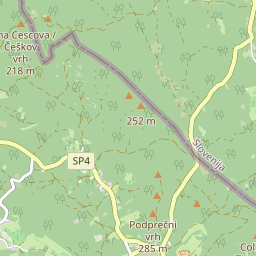 na Cescova /
Češkov
vrh
218 m
252 m
Slovenija
SP4
Podprečni
vrh
285 m
Col